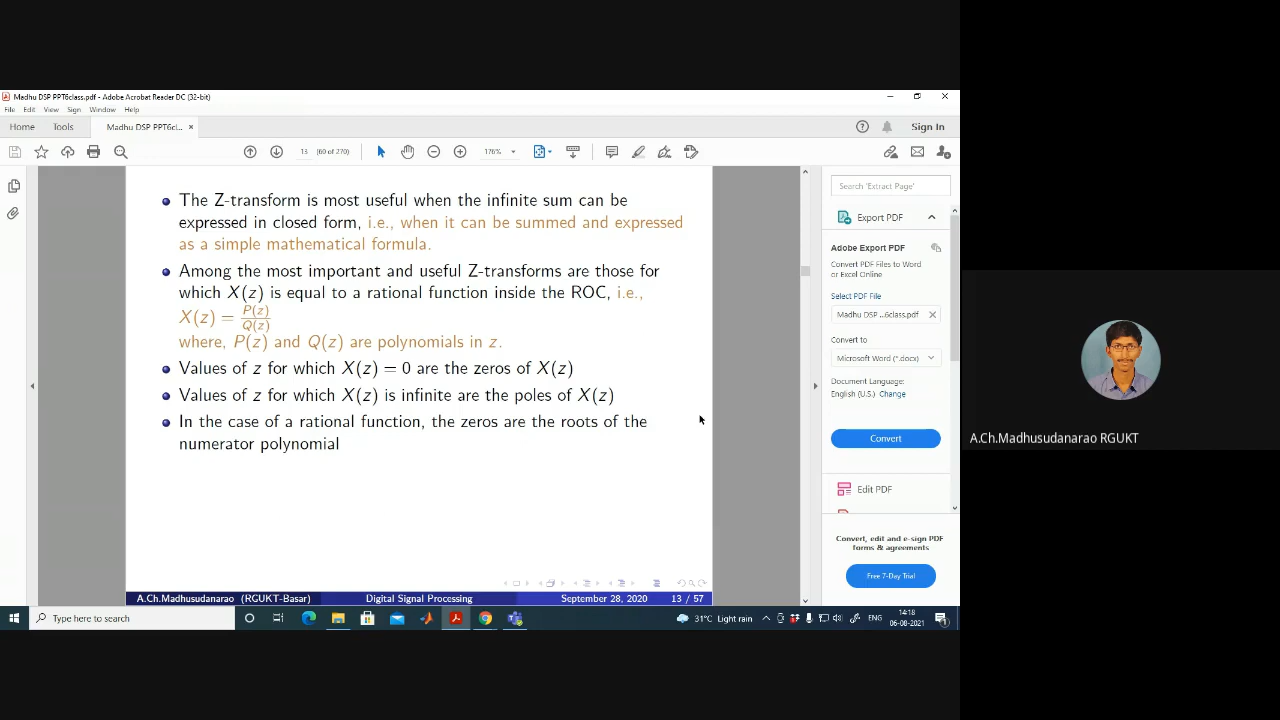 Madhu DSP PPT6class.pdf - Adobe Acrobat Reader DC (32-bit)
File Edit View Sign Window Help
Home Tools Madhu DSP PPT6cl... × Sign In
13 (60 of 270) 176%
The Z-transform is most useful when the infinite sum can be
expressed in closed form, i.e., when it can be summed and expressed
as a simple mathematical formula.
Among the most important and useful Z-transforms are those for
which X(z) is equal to a rational function inside the ROC, i.e.,
X(z) = P(z)/Q(z)
where, P(z) and Q(z) are polynomials in z.
Values of z for which X(z) = 0 are the zeros of X(z)
Values of z for which X(z) is infinite are the poles of X(z)
In the case of a rational function, the zeros are the roots of the
numerator polynomial
A.Ch.Madhusudanarao (RGUKT-Basar) Digital Signal Processing September 28, 2020 13 / 57
Search 'Extract Page'
Export PDF
Adobe Export PDF
Convert PDF Files to Word
or Excel Online
Select PDF File
Madhu DSP ...6class.pdf
Convert to
Microsoft Word (*.docx)
Document Language:
English (U.S.) Change
Convert
Edit PDF
Convert, edit and e-sign PDF
forms & agreements
Free 7-Day Trial
Type here to search
31°C Light rain ENG 14:18
06-08-2021
A.Ch.Madhusudanarao RGUKT